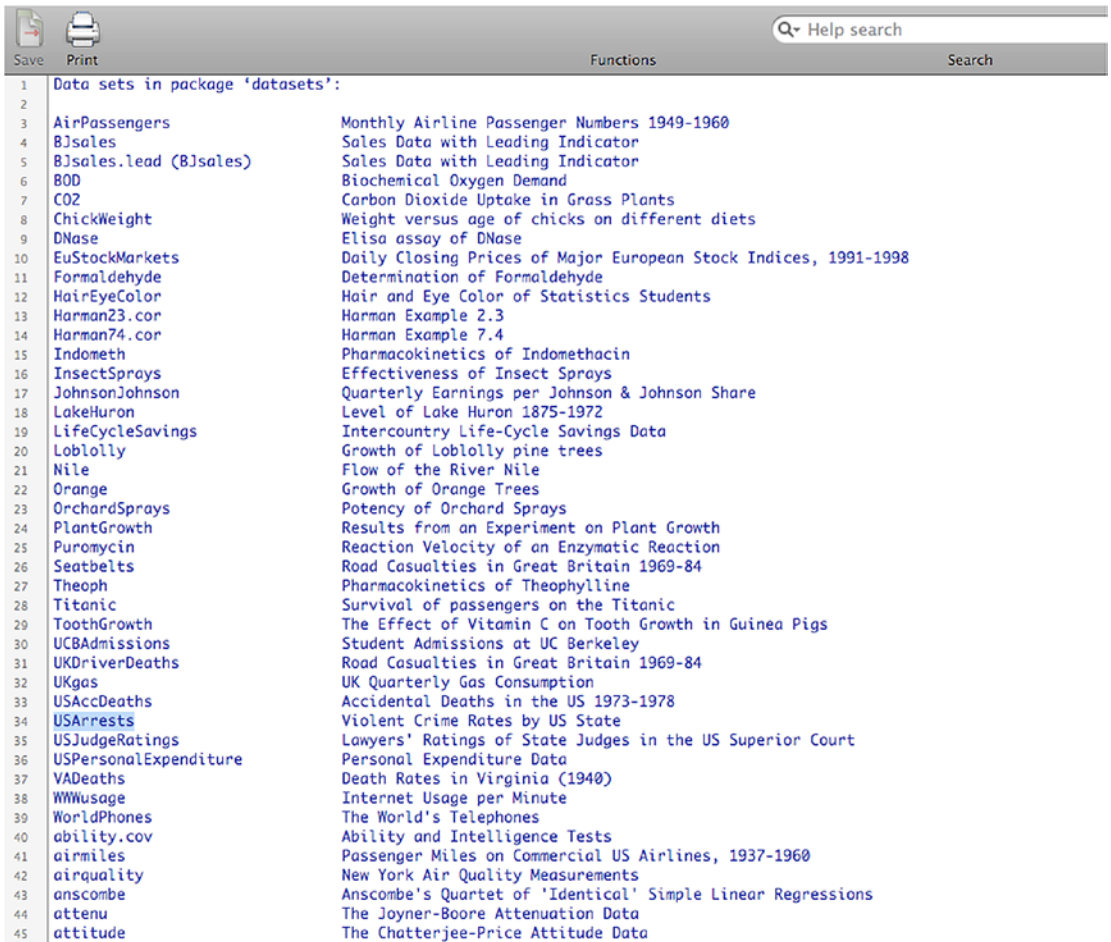 Help search
Save Print Functions Search
1 Data sets in package ‘datasets’:
2
3 AirPassengers Monthly Airline Passenger Numbers 1949-1960
4 BJsales Sales Data with Leading Indicator
5 BJsales.lead (BJsales) Sales Data with Leading Indicator
6 BOD Biochemical Oxygen Demand
7 CO2 Carbon Dioxide Uptake in Grass Plants
8 ChickWeight Weight versus age of chicks on different diets
9 DNase Elisa assay of DNase
10 EuStockMarkets Daily Closing Prices of Major European Stock Indices, 1991-1998
11 Formaldehyde Determination of Formaldehyde
12 HairEyeColor Hair and Eye Color of Statistics Students
13 Harman23.cor Harman Example 2.3
14 Harman74.cor Harman Example 7.4
15 Indometh Pharmacokinetics of Indomethacin
16 InsectSprays Effectiveness of Insect Sprays
17 JohnsonJohnson Quarterly Earnings per Johnson & Johnson Share
18 LakeHuron Level of Lake Huron 1875-1972
19 LifeCycleSavings Intercountry Life-Cycle Savings Data
20 Loblolly Growth of Loblolly pine trees
21 Nile Flow of the River Nile
22 Orange Growth of Orange Trees
23 OrchardSprays Potency of Orchard Sprays
24 PlantGrowth Results from an Experiment on Plant Growth
25 Puromycin Reaction Velocity of an Enzymatic Reaction
26 Seatbelts Road Casualties in Great Britain 1969-84
27 Theoph Pharmacokinetics of Theophylline
28 Titanic Survival of passengers on the Titanic
29 ToothGrowth The Effect of Vitamin C on Tooth Growth in Guinea Pigs
30 UCBAdmissions Student Admissions at UC Berkeley
31 UKDriverDeaths Road Casualties in Great Britain 1969-84
32 UKgas UK Quarterly Gas Consumption
33 USAccDeaths Accidental Deaths in the US 1973-1978
34 USArrests Violent Crime Rates by US State
35 USJudgeRatings Lawyers' Ratings of State Judges in the US Superior Court
36 USPersonalExpenditure Personal Expenditure Data
37 VADeaths Death Rates in Virginia (1940)
38 WWWusage Internet Usage per Minute
39 WorldPhones The World's Telephones
40 ability.cov Ability and Intelligence Tests
41 airmiles Passenger Miles on Commercial US Airlines, 1937-1960
42 airquality New York Air Quality Measurements
43 anscombe Anscombe's Quartet of 'Identical' Simple Linear Regressions
44 attenu The Joyner-Boore Attenuation Data
45 attitude The Chatterjee-Price Attitude Data